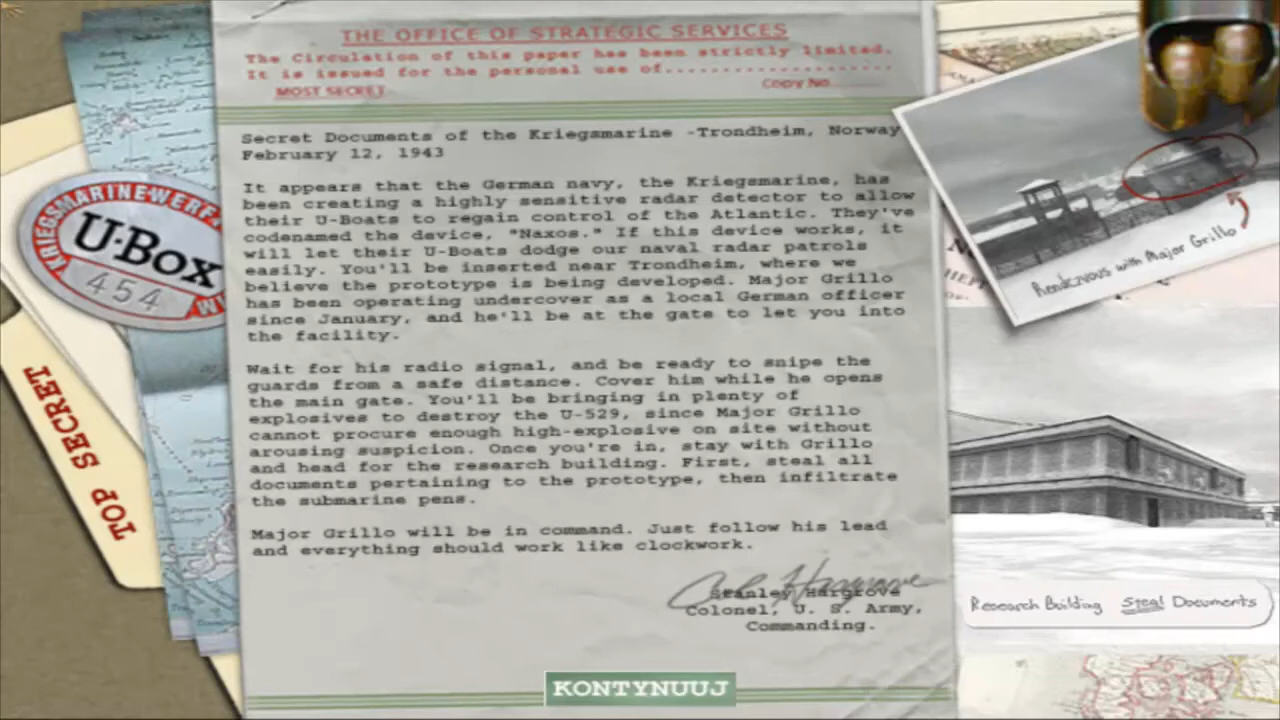 THE OFFICE OF STRATEGIC SERVICES
The Circulation of this paper has been strictly limited.
It is issued for the personal use of....................
MOST SECRET
Copy No.......
Secret Documents of the Kriegsmarine -Trondheim, Norway
February 12, 1943
It appears that the German navy, the Kriegsmarine, has
been creating a highly sensitive radar detector to allow
their U-Boats to regain control of the Atlantic. They've
codenamed the device, "Naxos." If this device works, it
will let their U-Boats dodge our naval radar patrols
easily. You'll be inserted near Trondheim, where we
believe the prototype is being developed. Major Grillo
has been operating undercover as a local German officer
since January, and he'll be at the gate to let you into
the facility.
Wait for his radio signal, and be ready to snipe the
guards from a safe distance. Cover him while he opens
the main gate. You'll be bringing in plenty of
explosives to destroy the U-529, since Major Grillo
cannot procure enough high-explosive on site without
arousing suspicion. Once you're in, stay with Grillo
and head for the research building. First, steal all
documents pertaining to the prototype, then infiltrate
the submarine pens.
Major Grillo will be in command. Just follow his lead
and everything should work like clockwork.
Stanley Hargrove
Colonel, U. S. Army,
Commanding.
KONTYNUUJ
KRIEGSMARINEWERFA
U-Box
454
TOP SECRET
Rendezvous with Major Grillo
Research Building Steal Documents